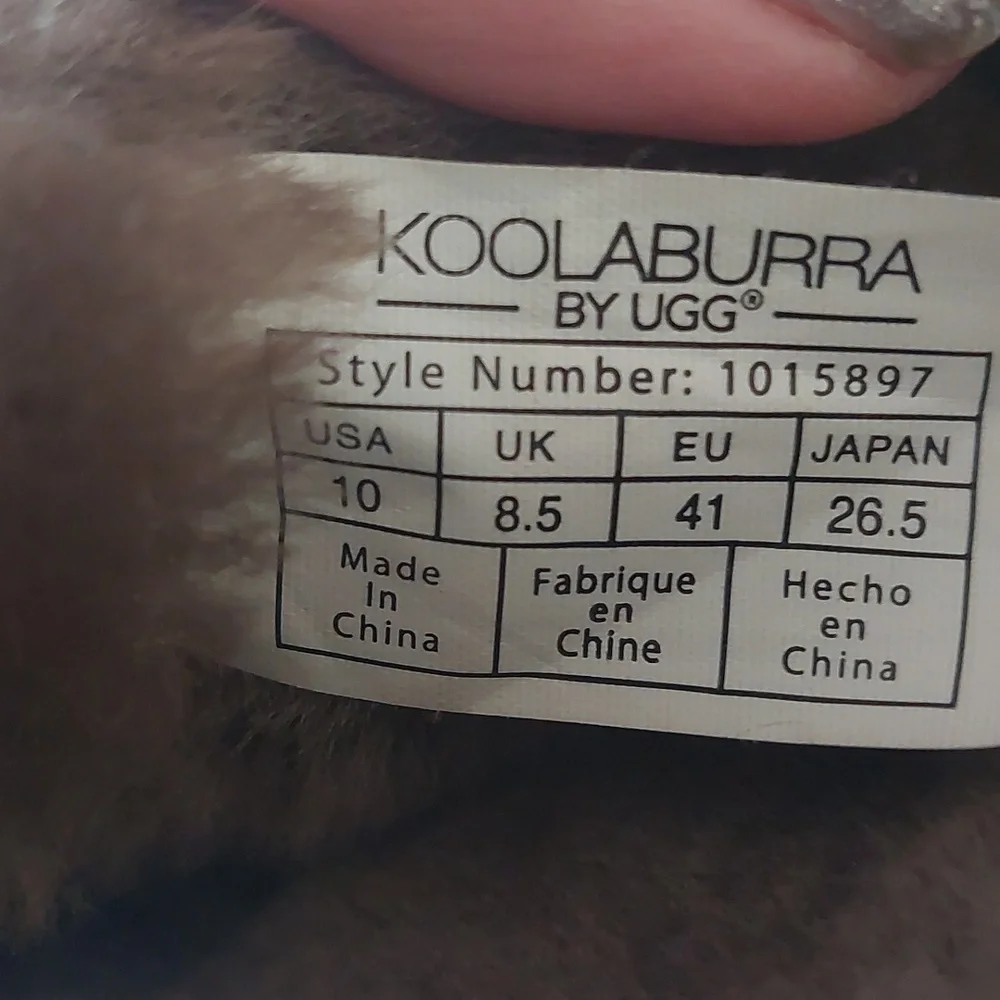 KOOLABURRA
BY UGG®
Style Number: 1015897
USA UK EU JAPAN
10 8.5 41 26.5
Made
In
China
Fabrique
en
Chine
Hecho
en
China